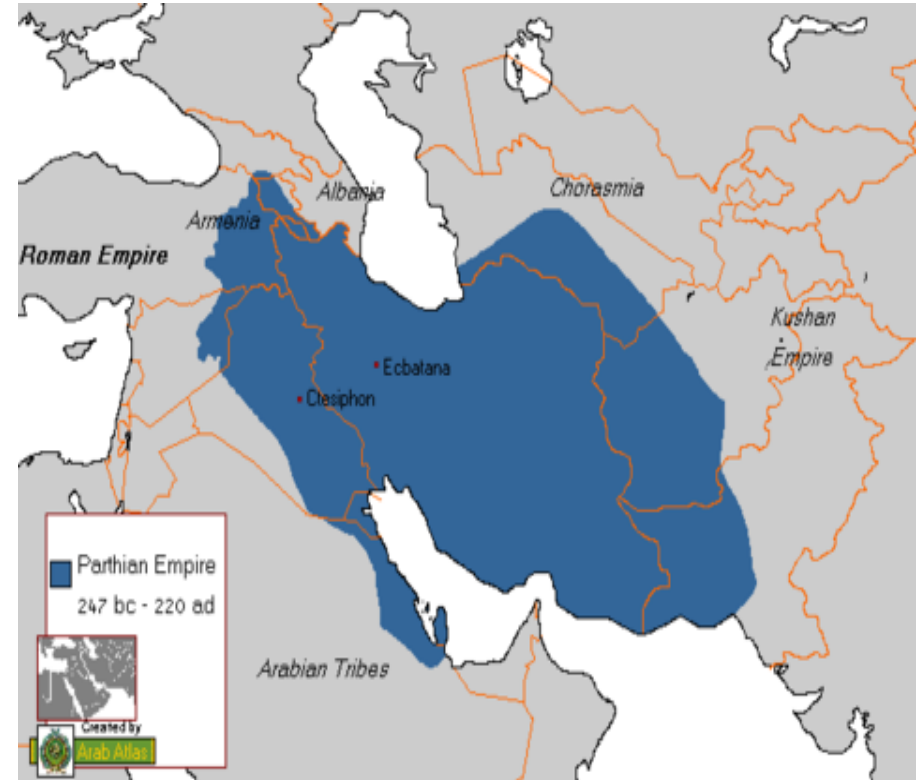 Albania
Chorasmia
Armenia
Roman Empire
Kushan
Empire
Ecbatana
Ctesiphon
Parthian Empire
247 bc - 220 ad
Arabian Tribes
Created by
Arab Atlas